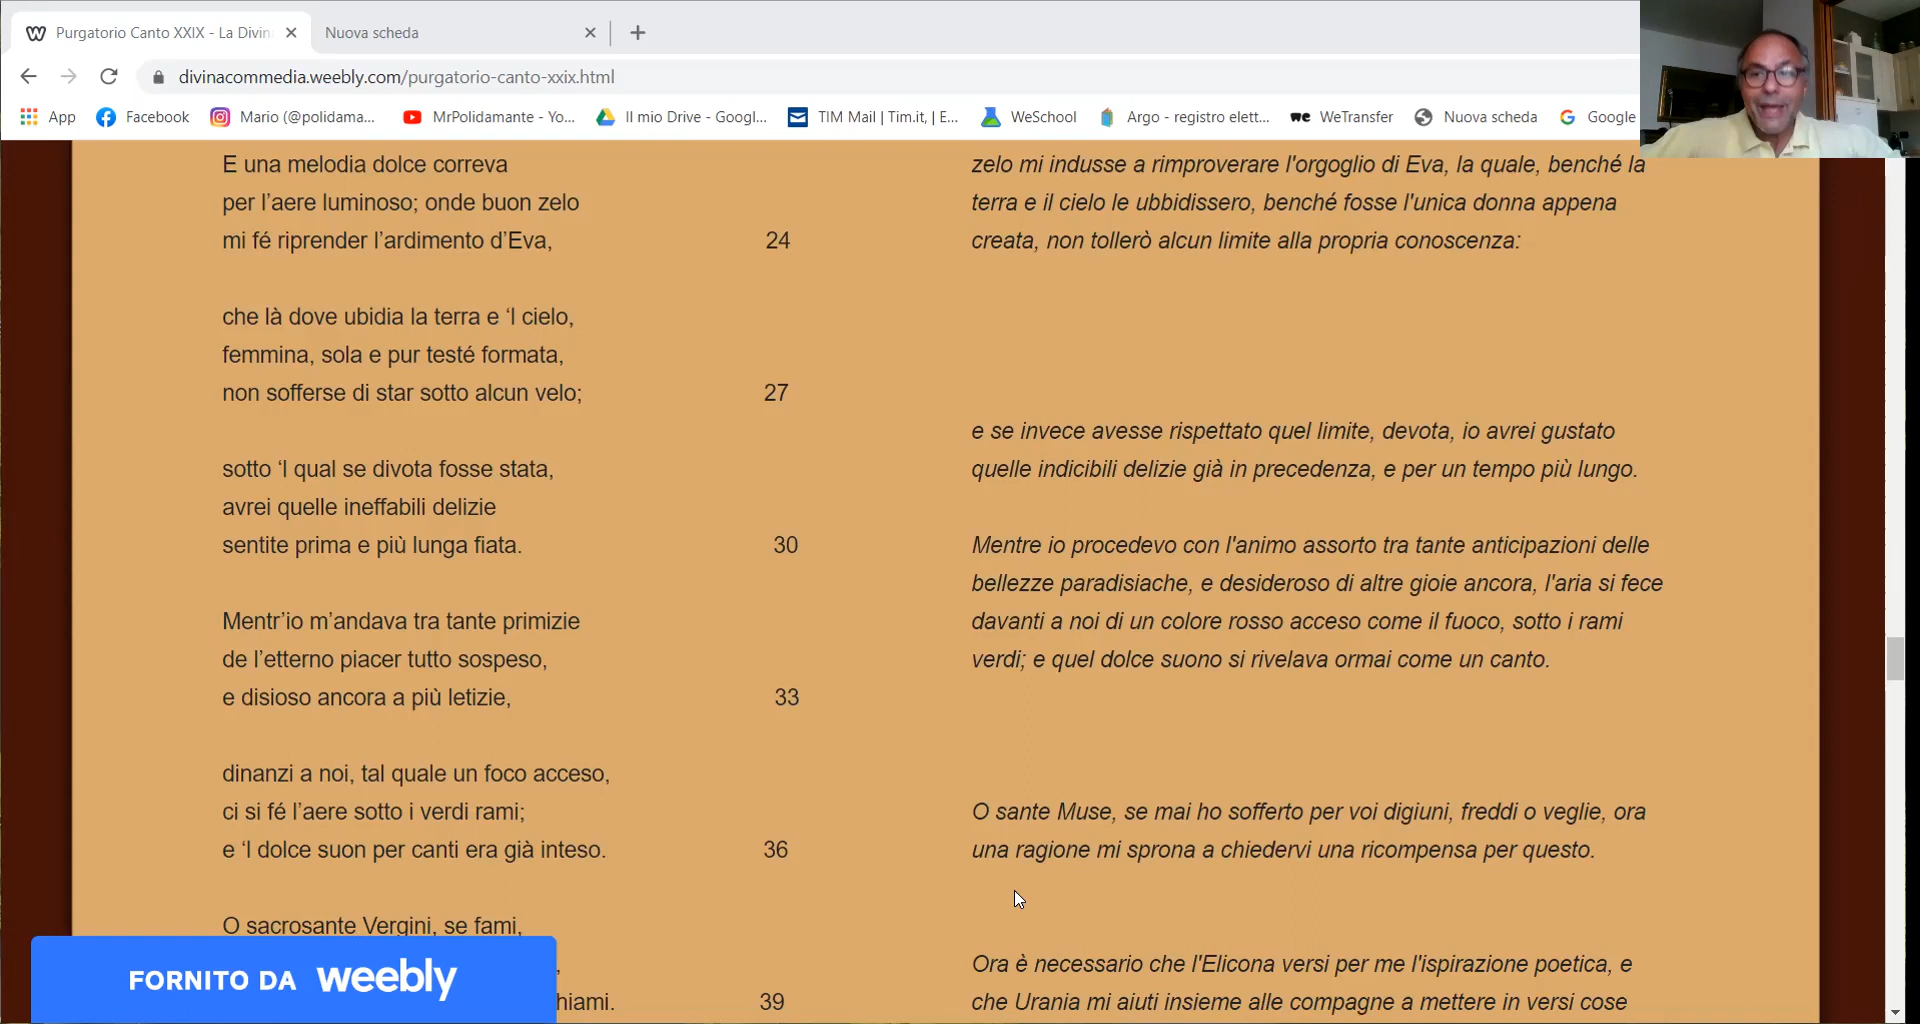 Purgatorio Canto XXIX - La Divin
Nuova scheda
divinacommedia.weebly.com/purgatorio-canto-xxix.html
App
Facebook
Mario (@polidama...
MrPolidamante - Yo...
Il mio Drive - Googl...
TIM Mail | Tim.it, | E...
WeSchool
Argo - registro elett...
we WeTransfer
Nuova scheda
Google
E una melodia dolce correva
per l’aere luminoso; onde buon zelo
mi fé riprender l’ardimento d’Eva,
24
che là dove ubidia la terra e ‘l cielo,
femmina, sola e pur testé formata,
non sofferse di star sotto alcun velo;
27
sotto ‘l qual se divota fosse stata,
avrei quelle ineffabili delizie
sentite prima e più lunga fiata.
30
Mentr’io m’andava tra tante primizie
de l’etterno piacer tutto sospeso,
e disioso ancora a più letizie,
33
dinanzi a noi, tal quale un foco acceso,
ci si fé l’aere sotto i verdi rami;
e ‘l dolce suon per canti era già inteso.
36
O sacrosante Vergini, se fami,
,
hiami.
39
zelo mi indusse a rimproverare l'orgoglio di Eva, la quale, benché la
terra e il cielo le ubbidissero, benché fosse l'unica donna appena
creata, non tollerò alcun limite alla propria conoscenza:
e se invece avesse rispettato quel limite, devota, io avrei gustato
quelle indicibili delizie già in precedenza, e per un tempo più lungo.
Mentre io procedevo con l'animo assorto tra tante anticipazioni delle
bellezze paradisiache, e desideroso di altre gioie ancora, l'aria si fece
davanti a noi di un colore rosso acceso come il fuoco, sotto i rami
verdi; e quel dolce suono si rivelava ormai come un canto.
O sante Muse, se mai ho sofferto per voi digiuni, freddi o veglie, ora
una ragione mi sprona a chiedervi una ricompensa per questo.
Ora è necessario che l'Elicona versi per me l'ispirazione poetica, e
che Urania mi aiuti insieme alle compagne a mettere in versi cose
FORNITO DA weebly